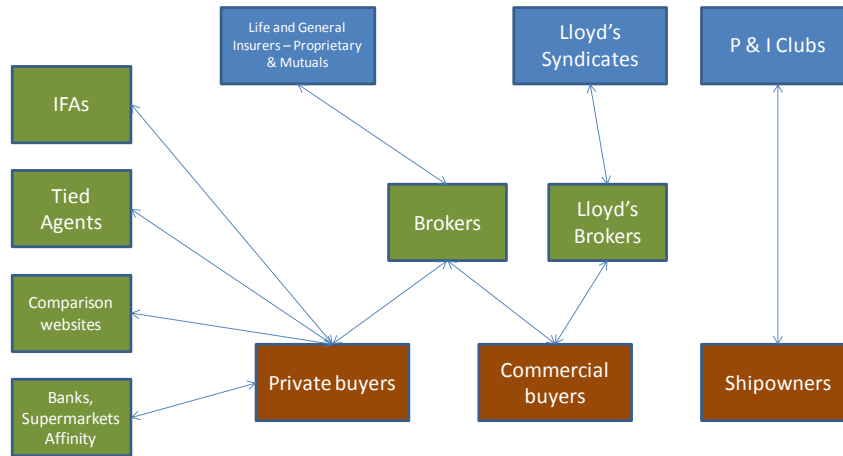 Life and General
Insurers – Proprietary
& Mutuals
Lloyd's
Syndicates
P & I Clubs
IFAs
Tied
Agents
Brokers
Lloyd's
Brokers
Comparison
websites
Private buyers
Commercial
buyers
Shipowners
Banks,
Supermarkets
Affinity